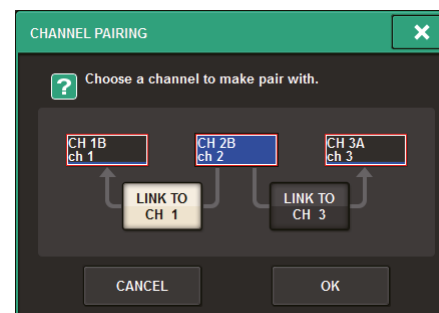 CHANNEL PAIRING
Choose a channel to make pair with.
CH 1B
ch 1
CH 2B
ch 2
CH 3A
ch 3
LINK TO
CH 1
LINK TO
CH 3
CANCEL
OK